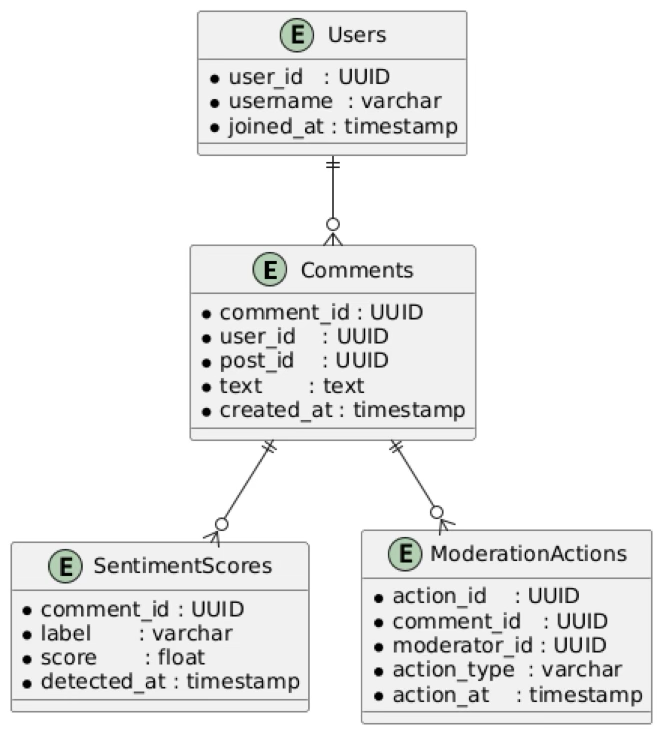 E Users
user_id : UUID
username : varchar
joined_at : timestamp
E Comments
comment_id : UUID
user_id : UUID
post_id : UUID
text : text
created_at : timestamp
E SentimentScores
comment_id : UUID
label : varchar
score : float
detected_at : timestamp
E ModerationActions
action_id : UUID
comment_id : UUID
moderator_id : UUID
action_type : varchar
action_at : timestamp